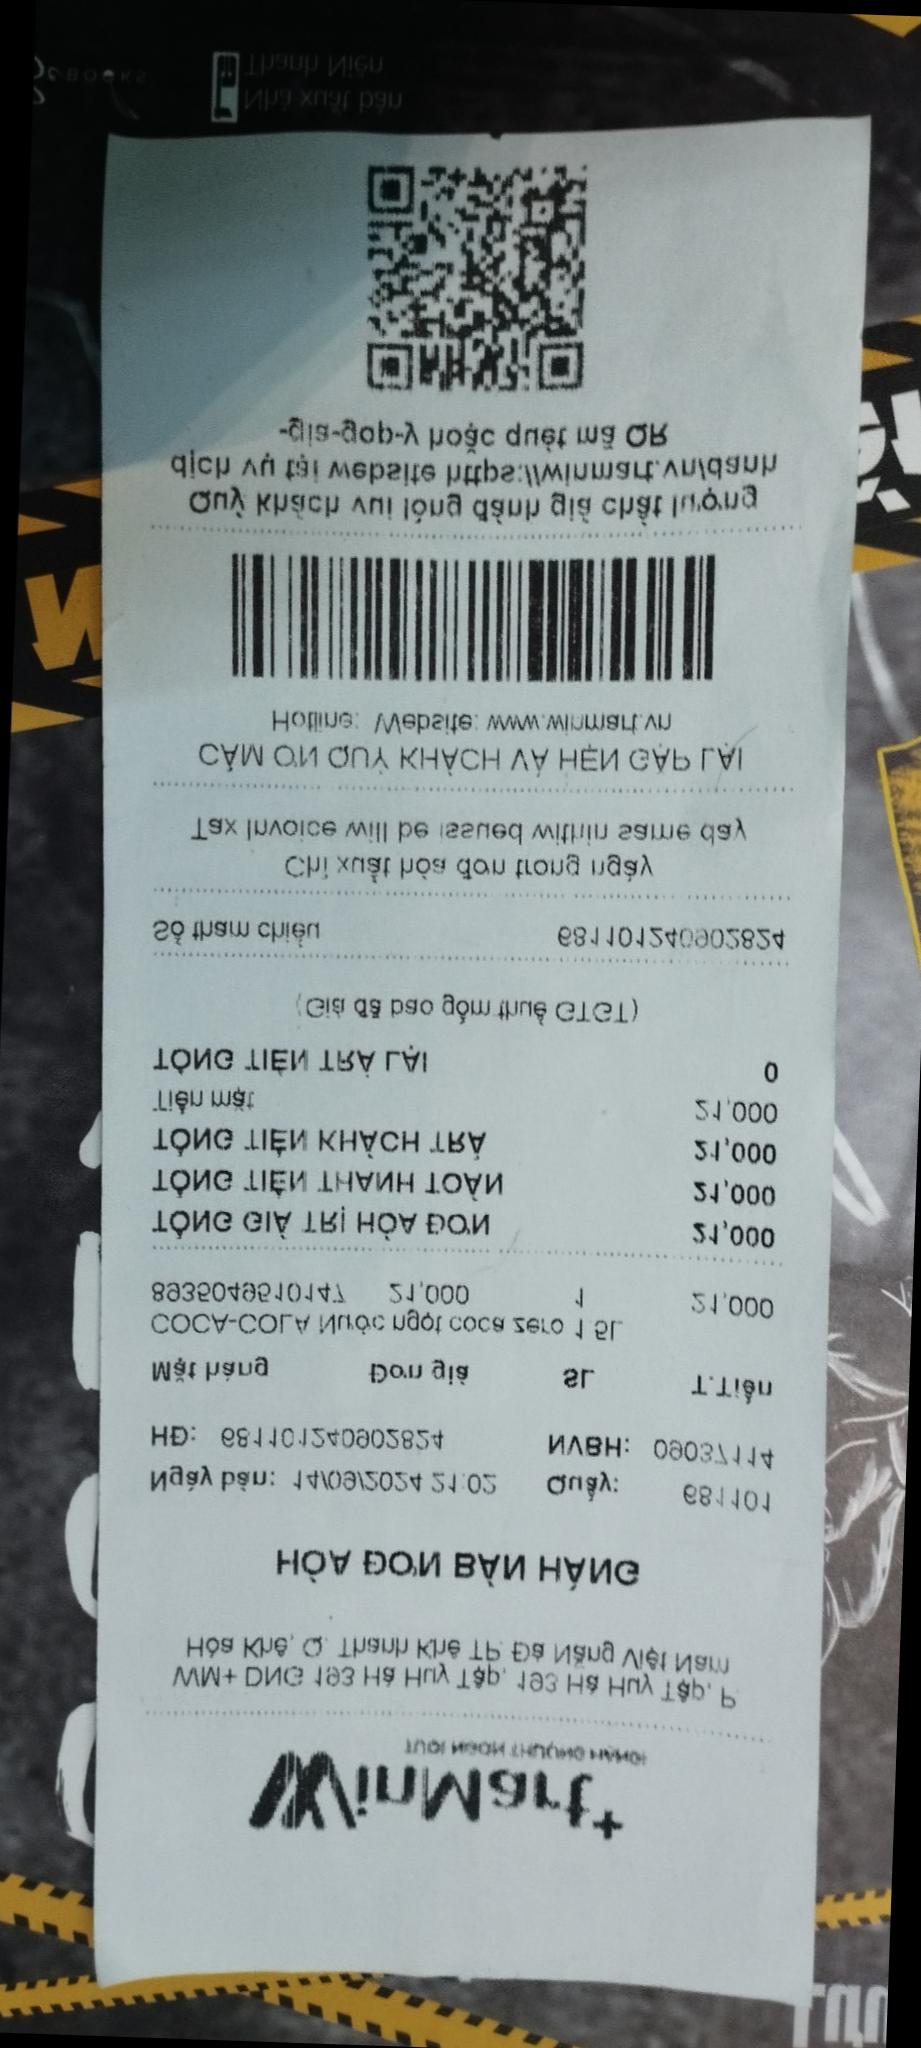 WinMart+
TƯƠI NGON THƯỢNG HẠNG!
WM+ DNG 193 Hà Huy Tập, 193 Hà Huy Tập, P.
Hòa Khê, Q. Thanh Khê TP. Đà Nẵng Việt Nam
HÓA ĐƠN BÁN HÀNG
Ngày bán: 14/09/2024 21:02 Quầy: 681101
HĐ: 681101240902824 NVBH: 09037114
Mặt hàng Đơn giá SL T.Tiền
COCA-COLA Nước ngọt coca zero 1.5L
8935049510147 21,000 1 21,000
TỔNG GIÁ TRỊ HÓA ĐƠN 21,000
TỔNG TIỀN THANH TOÁN 21,000
TỔNG TIỀN KHÁCH TRẢ 21,000
Tiền mặt 21,000
TỔNG TIỀN TRẢ LẠI 0
(Giá đã bao gồm thuế GTGT)
Số tham chiếu 681101240902824
Chỉ xuất hóa đơn trong ngày
Tax Invoice will be issued within same day
CẢM ƠN QUÝ KHÁCH VÀ HẸN GẶP LẠI
Hotline: Website: www.winmart.vn
Quý khách vui lòng đánh giá chất lượng
dịch vụ tại website https://winmart.vn/danh
-gia-gop-y hoặc quét mã QR
Nhà xuất bản
Thanh Niên
BOOKS